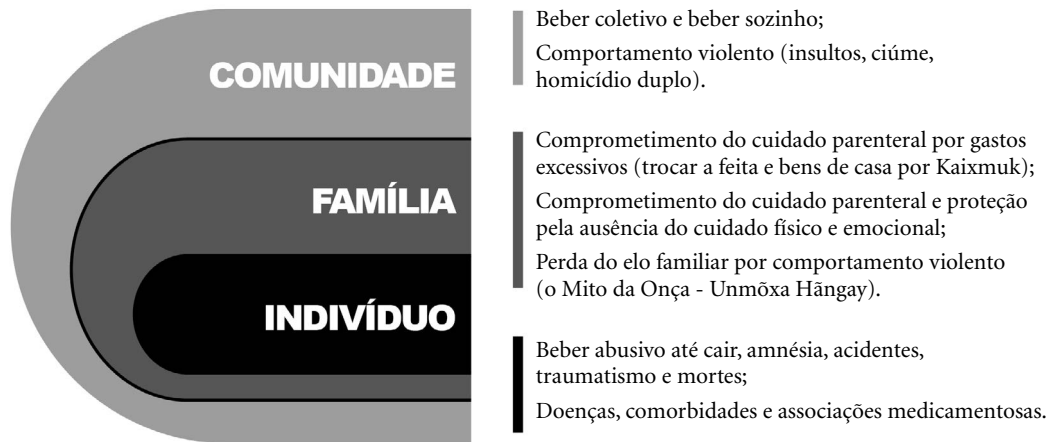 COMUNIDADE
Beber coletivo e beber sozinho;
Comportamento violento (insultos, ciúme,
homicídio duplo).
FAMÍLIA
Comprometimento do cuidado parenteral por gastos
excessivos (trocar a feita e bens de casa por Kaixmuk);
Comprometimento do cuidado parenteral e proteção
pela ausência do cuidado físico e emocional;
Perda do elo familiar por comportamento violento
(o Mito da Onça - Unmõxa Hãngay).
INDIVÍDUO
Beber abusivo até cair, amnésia, acidentes,
traumatismo e mortes;
Doenças, comorbidades e associações medicamentosas.